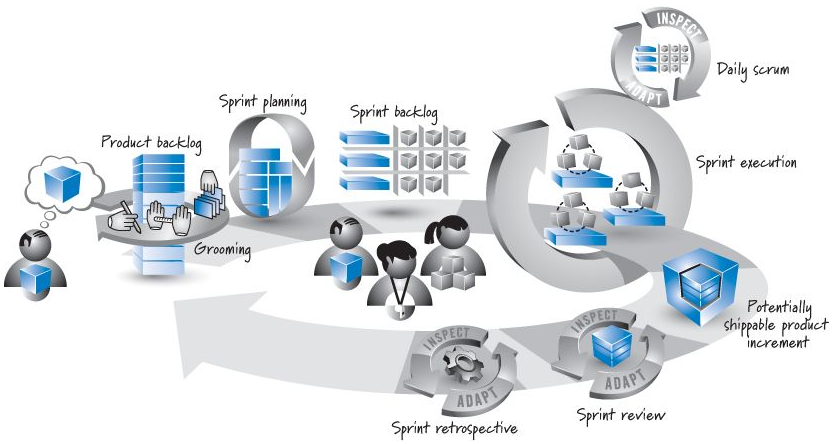 INSPECT
ADAPT
Daily scrum
Sprint planning
Sprint backlog
Product backlog
Sprint execution
Grooming
Potentially
shippable product
increment
INSPECT
ADAPT
Sprint review
INSPECT
ADAPT
Sprint retrospective